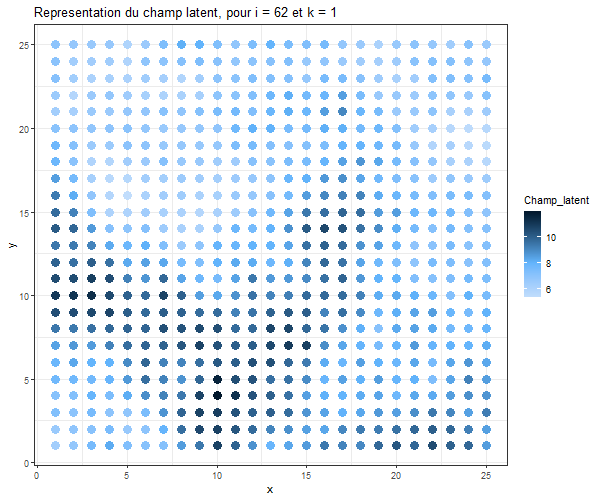 Representation du champ latent, pour i = 62 et k = 1
25
20
15
10
5
0
y
0 5 10 15 20 25
x
Champ_latent
10
8
6